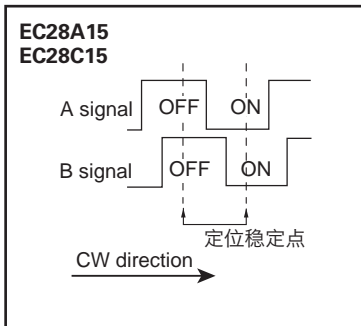 EC28A15
EC28C15
A signal OFF ON
B signal OFF ON
定位稳定点
CW direction